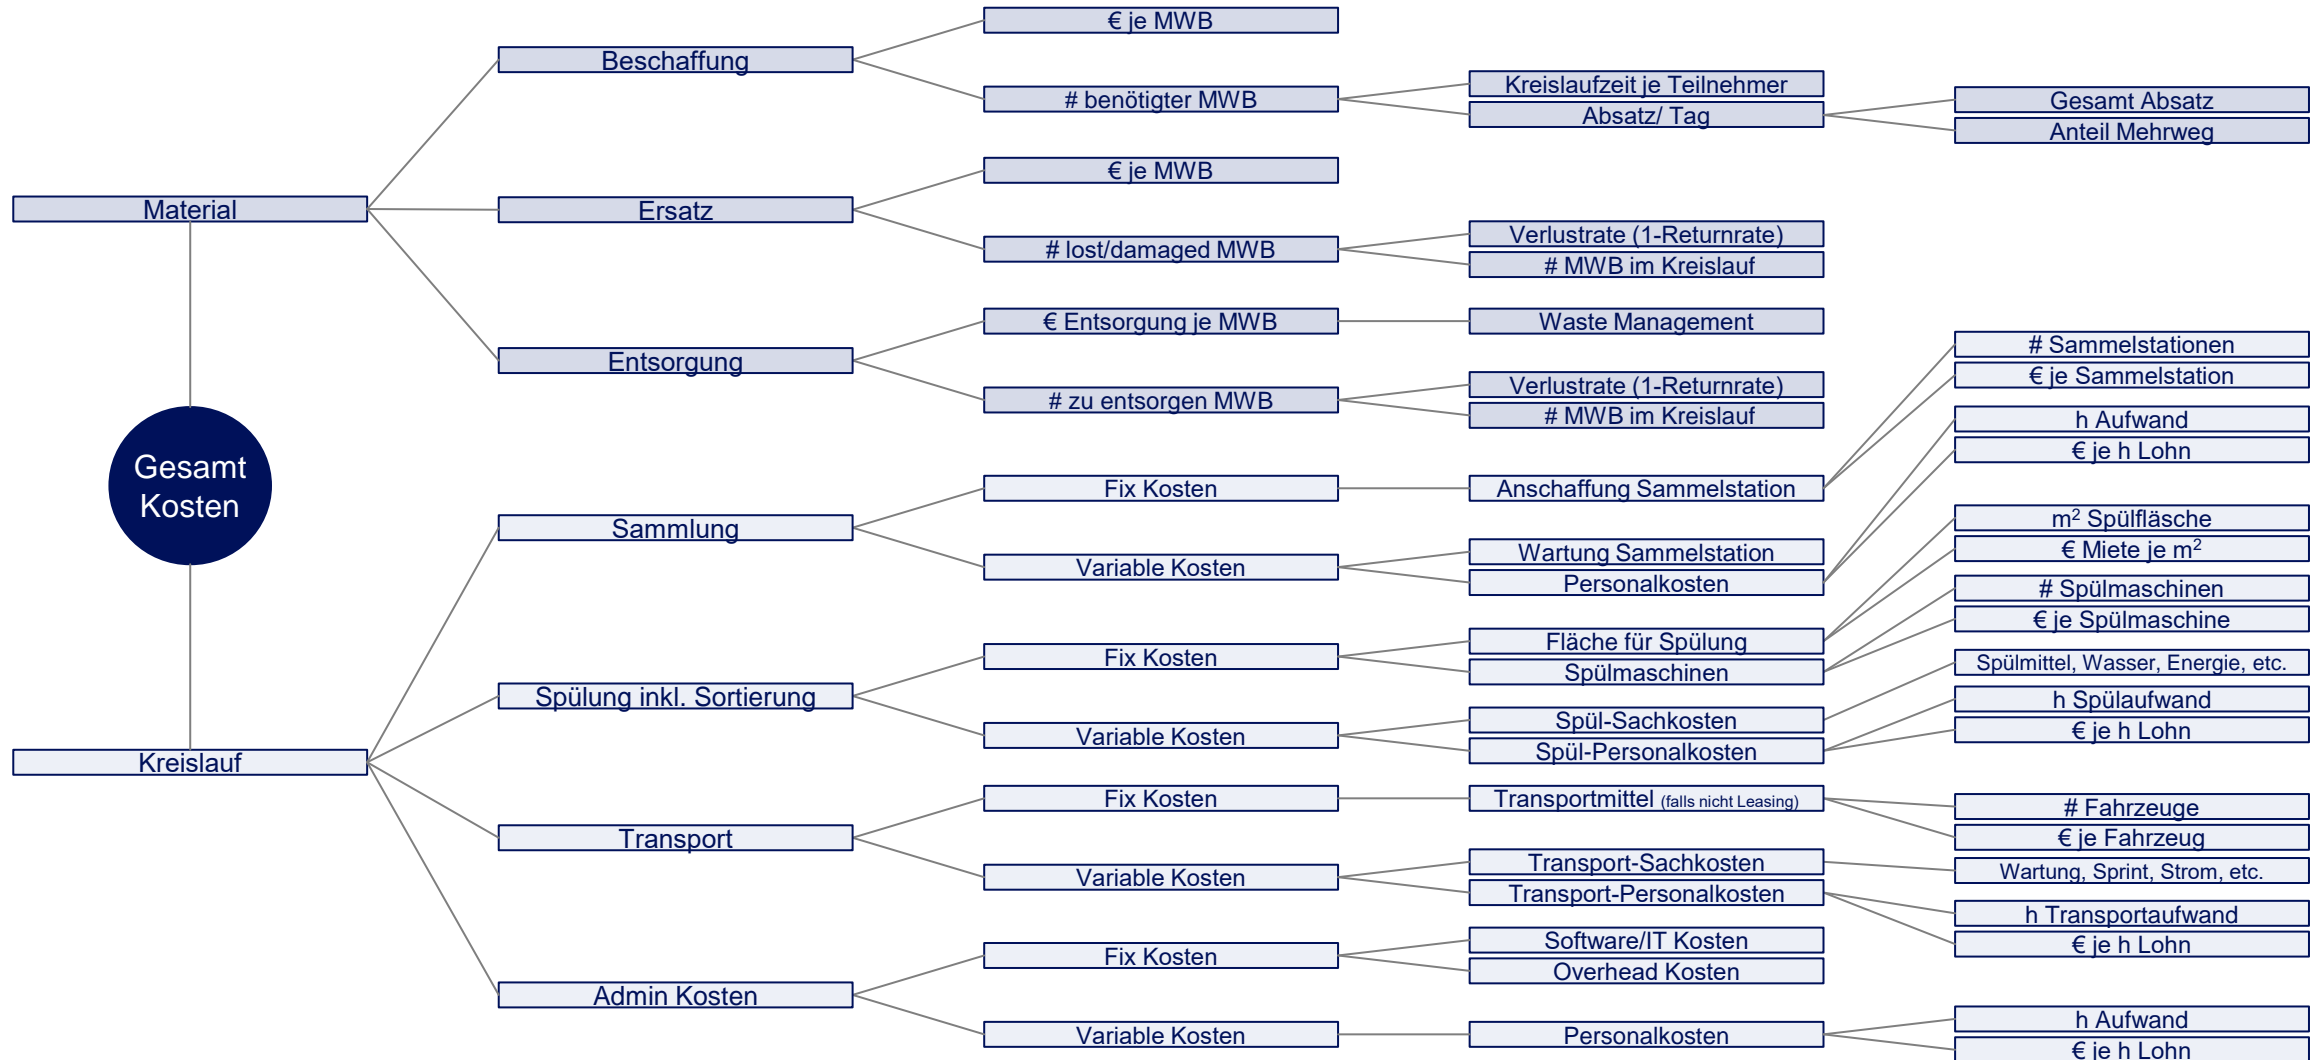 € je MWB
Beschaffung
Kreislaufzeit je Teilnehmer
# benötigter MWB
Gesamt Absatz
Absatz/ Tag
Anteil Mehrweg
€ je MWB
Material
Ersatz
Verlustrate (1-Returnrate)
# lost/damaged MWB
# MWB im Kreislauf
€ Entsorgung je MWB
Waste Management
# Sammelstationen
Entsorgung
€ je Sammelstation
Verlustrate (1-Returnrate)
# zu entsorgen MWB
# MWB im Kreislauf
h Aufwand
€ je h Lohn
Gesamt
Kosten
Fix Kosten
Anschaffung Sammelstation
Sammlung
m² Spülfläsche
Wartung Sammelstation
€ Miete je m²
Variable Kosten
Personalkosten
# Spülmaschinen
€ je Spülmaschine
Fläche für Spülung
Fix Kosten
Spülmaschinen
Spülmittel, Wasser, Energie, etc.
Spülung inkl. Sortierung
h Spülaufwand
Spül-Sachkosten
€ je h Lohn
Variable Kosten
Spül-Personalkosten
Kreislauf
Fix Kosten
Transportmittel (falls nicht Leasing)
# Fahrzeuge
Transport
€ je Fahrzeug
Transport-Sachkosten
Wartung, Sprint, Strom, etc.
Variable Kosten
Transport-Personalkosten
h Transportaufwand
Software/IT Kosten
€ je h Lohn
Fix Kosten
Overhead Kosten
Admin Kosten
h Aufwand
Variable Kosten
Personalkosten
€ je h Lohn